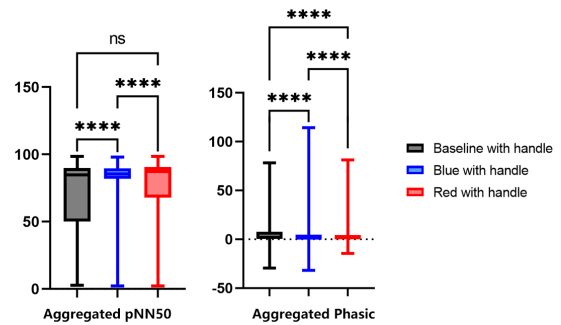 ns
****
****
150
100
50
0
Aggregated pNN50
****
****
****
150
100
50
0
-50
Aggregated Phasic
Baseline with handle
Blue with handle
Red with handle